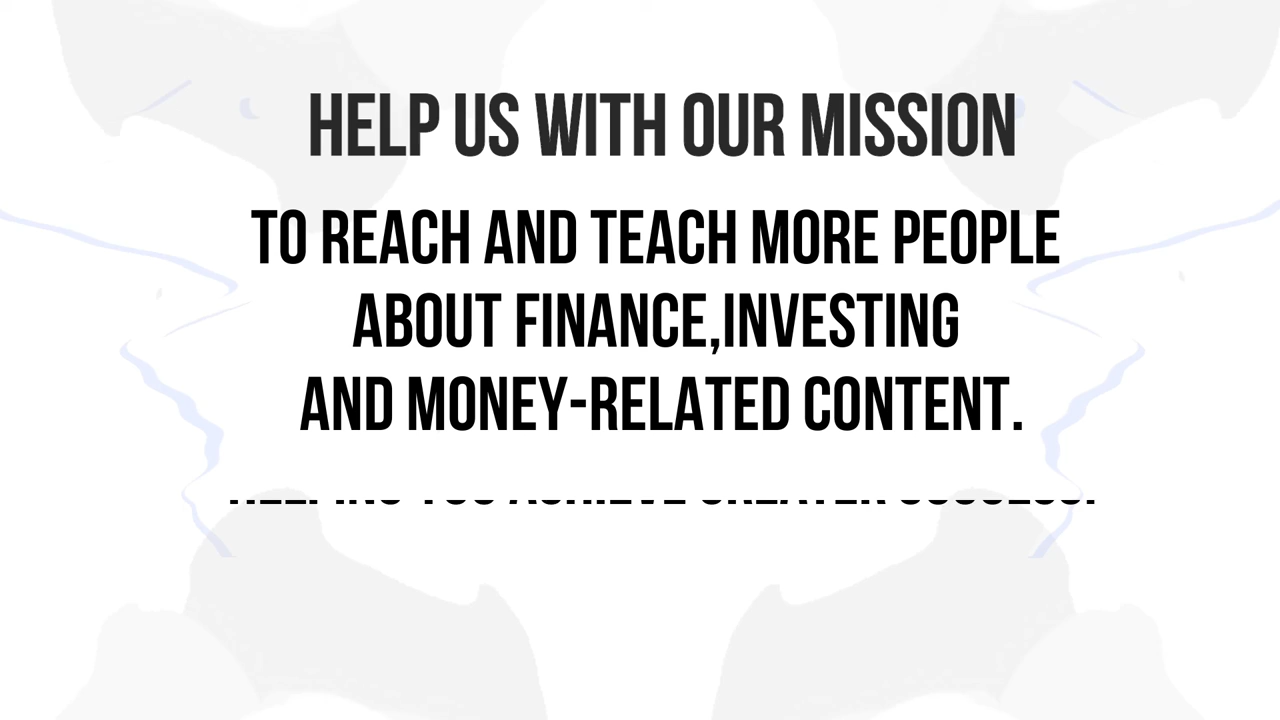 HELP US WITH OUR MISSION
TO REACH AND TEACH MORE PEOPLE
ABOUT FINANCE,INVESTING
AND MONEY-RELATED CONTENT.